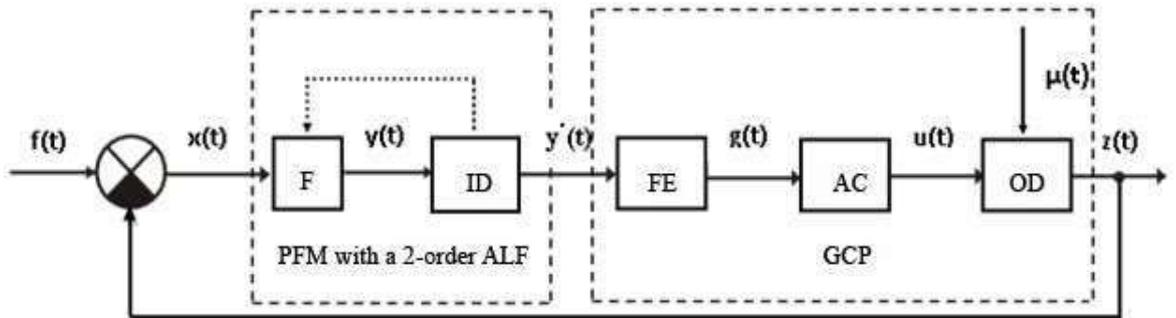 μ(t)
f(t) x(t) y(t) y*(t) g(t) u(t) z(t)
F ID FE AC OD
PFM with a 2-order ALF GCP